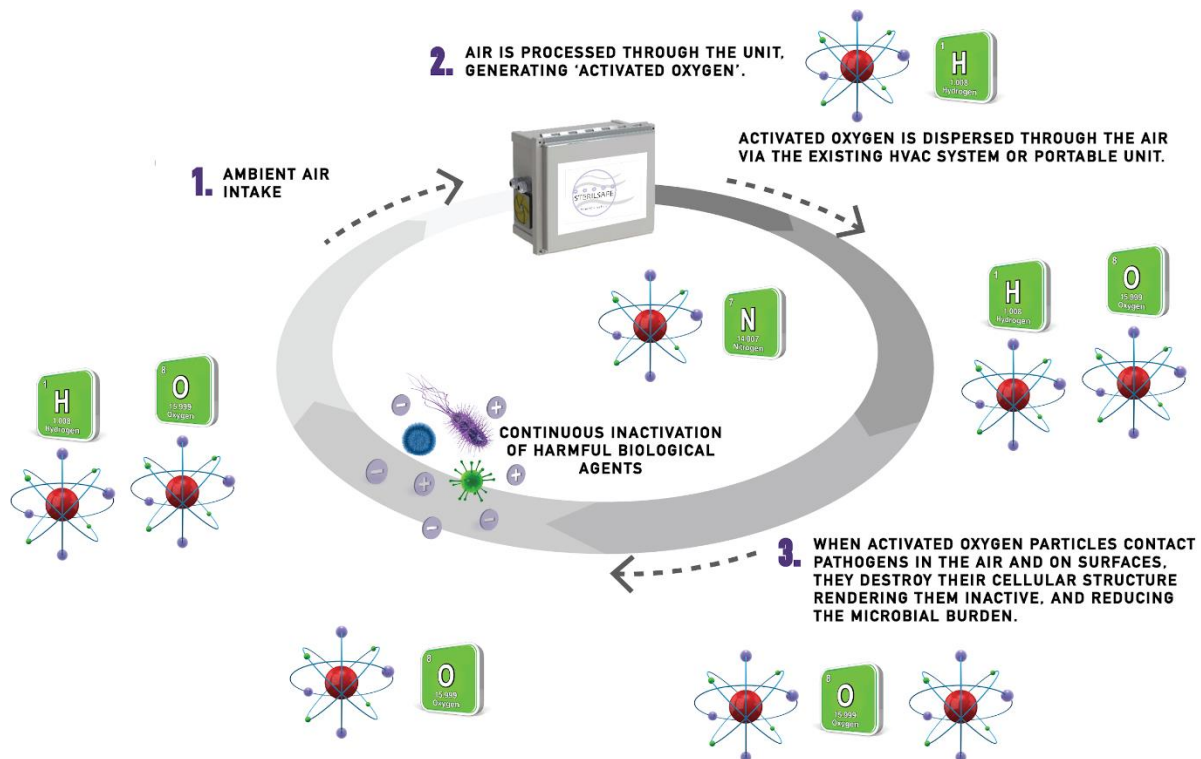 2. AIR IS PROCESSED THROUGH THE UNIT,
GENERATING ‘ACTIVATED OXYGEN’.
1
H
1.008
Hydrogen
ACTIVATED OXYGEN IS DISPERSED THROUGH THE AIR
VIA THE EXISTING HVAC SYSTEM OR PORTABLE UNIT.
1. AMBIENT AIR
INTAKE
STERILSAFE
1
H
1.008
Hydrogen
8
O
15.999
Oxygen
7
N
14.007
Nitrogen
1
H
1.008
Hydrogen
8
O
15.999
Oxygen
CONTINUOUS INACTIVATION
OF HARMFUL BIOLOGICAL
AGENTS
3. WHEN ACTIVATED OXYGEN PARTICLES CONTACT
PATHOGENS IN THE AIR AND ON SURFACES,
THEY DESTROY THEIR CELLULAR STRUCTURE
RENDERING THEM INACTIVE, AND REDUCING
THE MICROBIAL BURDEN.
8
O
15.999
Oxygen
8
O
15.999
Oxygen